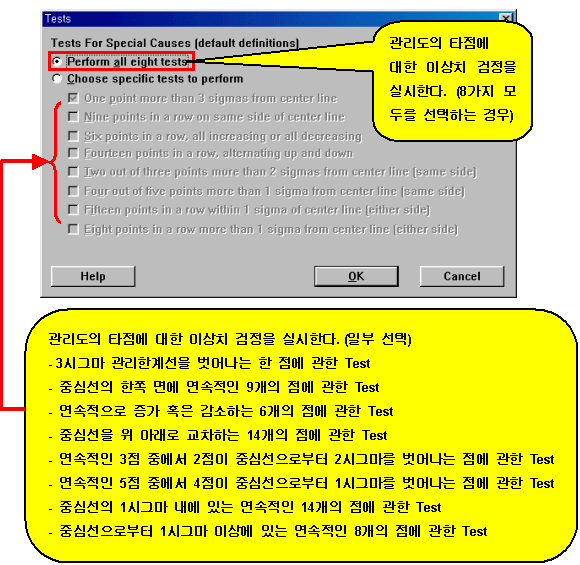 Tests
Tests For Special Causes (default definitions)
Perform all eight tests
Choose specific tests to perform
One point more than 3 sigmas from center line
Nine points in a row on same side of center line
Six points in a row, all increasing or all decreasing
Fourteen points in a row, alternating up and down
Two out of three points more than 2 sigmas from center line (same side)
Four out of five points more than 1 sigma from center line (same side)
Fifteen points in a row within 1 sigma of center line (either side)
Eight points in a row more than 1 sigma from center line (either side)
Help
OK
Cancel
관리도의 타점에
대한 이상치 검정을
실시한다. (8가지 모
두를 선택하는 경우)
관리도의 타점에 대한 이상치 검정을 실시한다. (일부 선택)
- 3시그마 관리한계선을 벗어나는 한 점에 관한 Test
- 중심선의 한쪽 면에 연속적인 9개의 점에 관한 Test
- 연속적으로 증가 혹은 감소하는 6개의 점에 관한 Test
- 중심선을 위 아래로 교차하는 14개의 점에 관한 Test
- 연속적인 3점 중에서 2점이 중심선으로부터 2시그마를 벗어나는 점에 관한 Test
- 연속적인 5점 중에서 4점이 중심선으로부터 1시그마를 벗어나는 점에 관한 Test
- 중심선의 1시그마 내에 있는 연속적인 14개의 점에 관한 Test
- 중심선으로부터 1시그마 이상에 있는 연속적인 8개의 점에 관한 Test